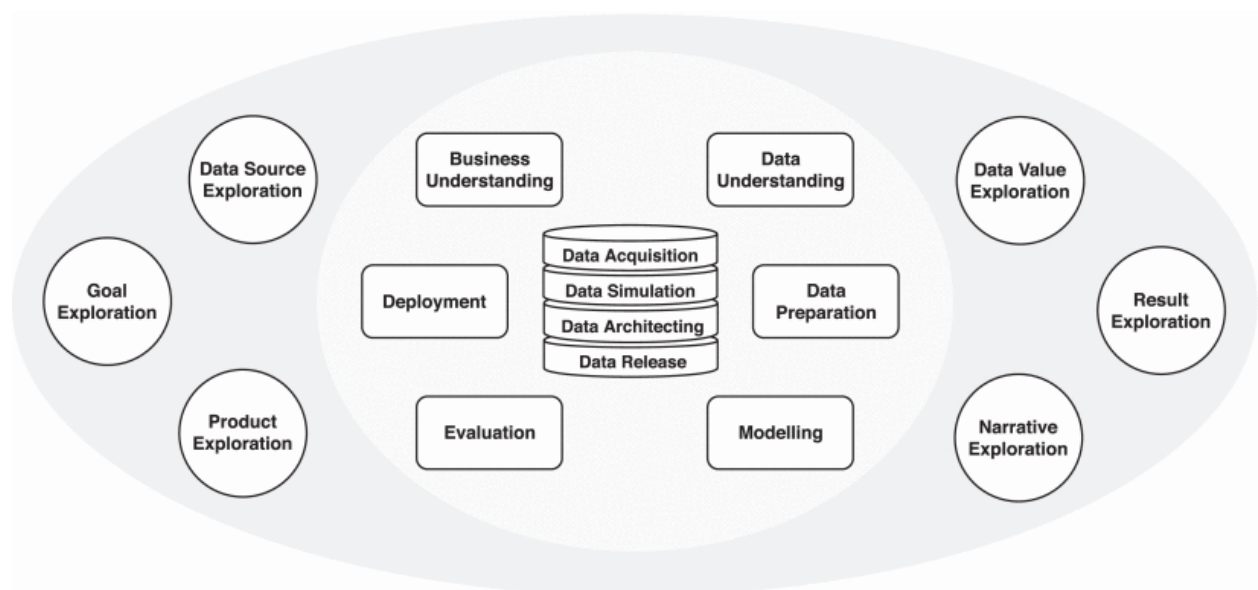 Data Source
Exploration
Goal
Exploration
Product
Exploration
Business
Understanding
Data
Understanding
Deployment
Data Acquisition
Data Simulation
Data Architecting
Data Release
Data
Preparation
Evaluation
Modelling
Data Value
Exploration
Result
Exploration
Narrative
Exploration